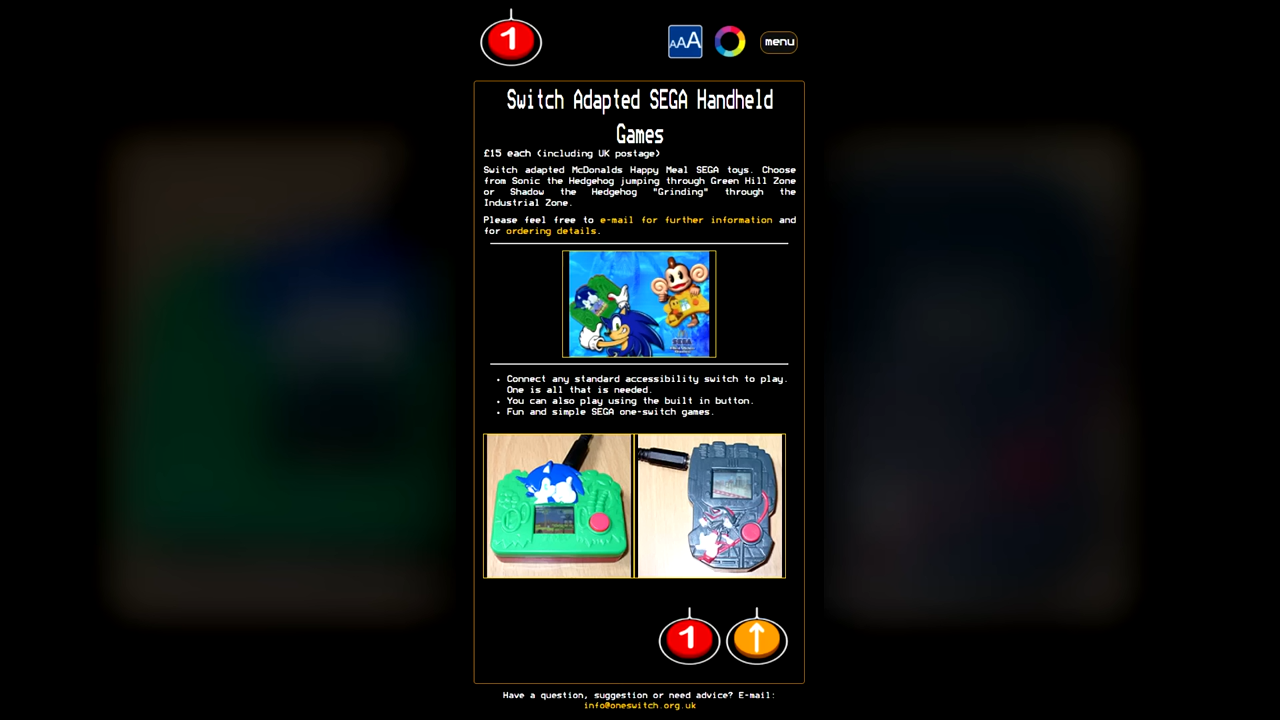 1
AAA
menu
Switch Adapted SEGA Handheld
Games
£15 each (including UK postage)
Switch adapted McDonalds Happy Meal SEGA toys. Choose
from Sonic the Hedgehog jumping through Green Hill Zone
or Shadow the Hedgehog "Grinding" through the
Industrial Zone.
Please feel free to e-mail for further information and
for ordering details.
SEGA
• Connect any standard accessibility switch to play.
One is all that is needed.
• You can also play using the built in button.
• Fun and simple SEGA one-switch games.
1
Have a question, suggestion or need advice? E-mail:
info@oneswitch.org.uk